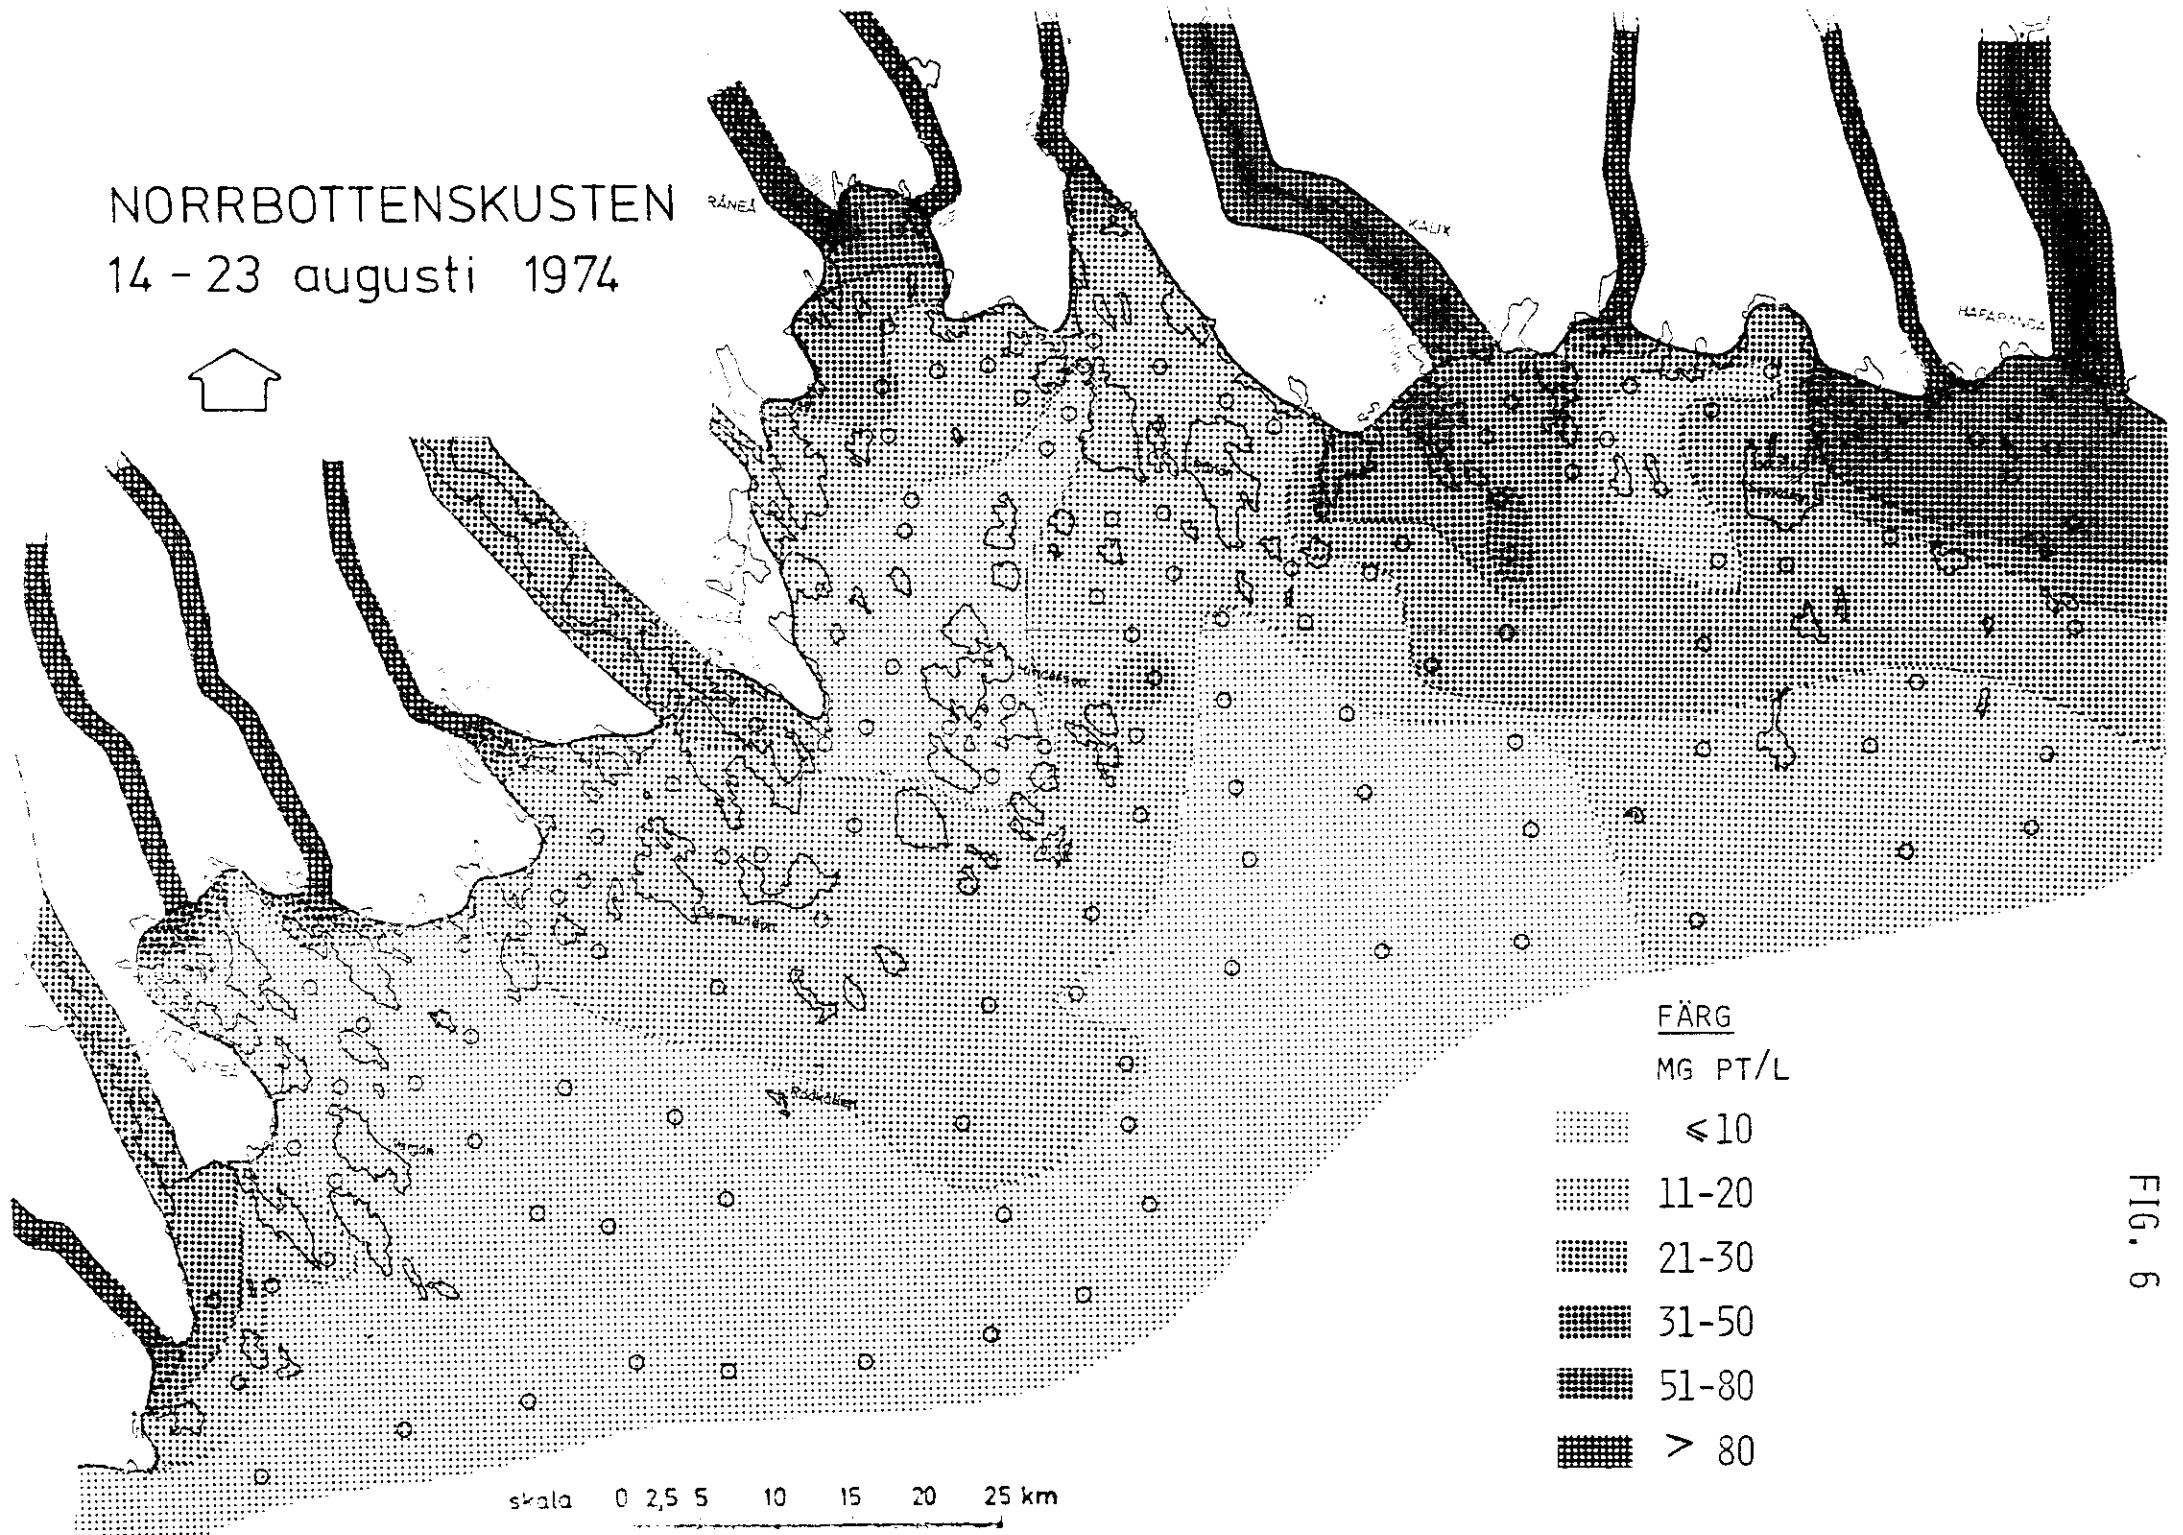 NORRBOTTENSKUSTEN
14-23 augusti 1974
RÅNEÅ
KALIX
HAPARANDA
Rödkallen
FÄRG
MG PT/L
⩽10
11-20
21-30
31-50
51-80
> 80
FIG. 6
skala 0 2,5 5 10 15 20 25 km